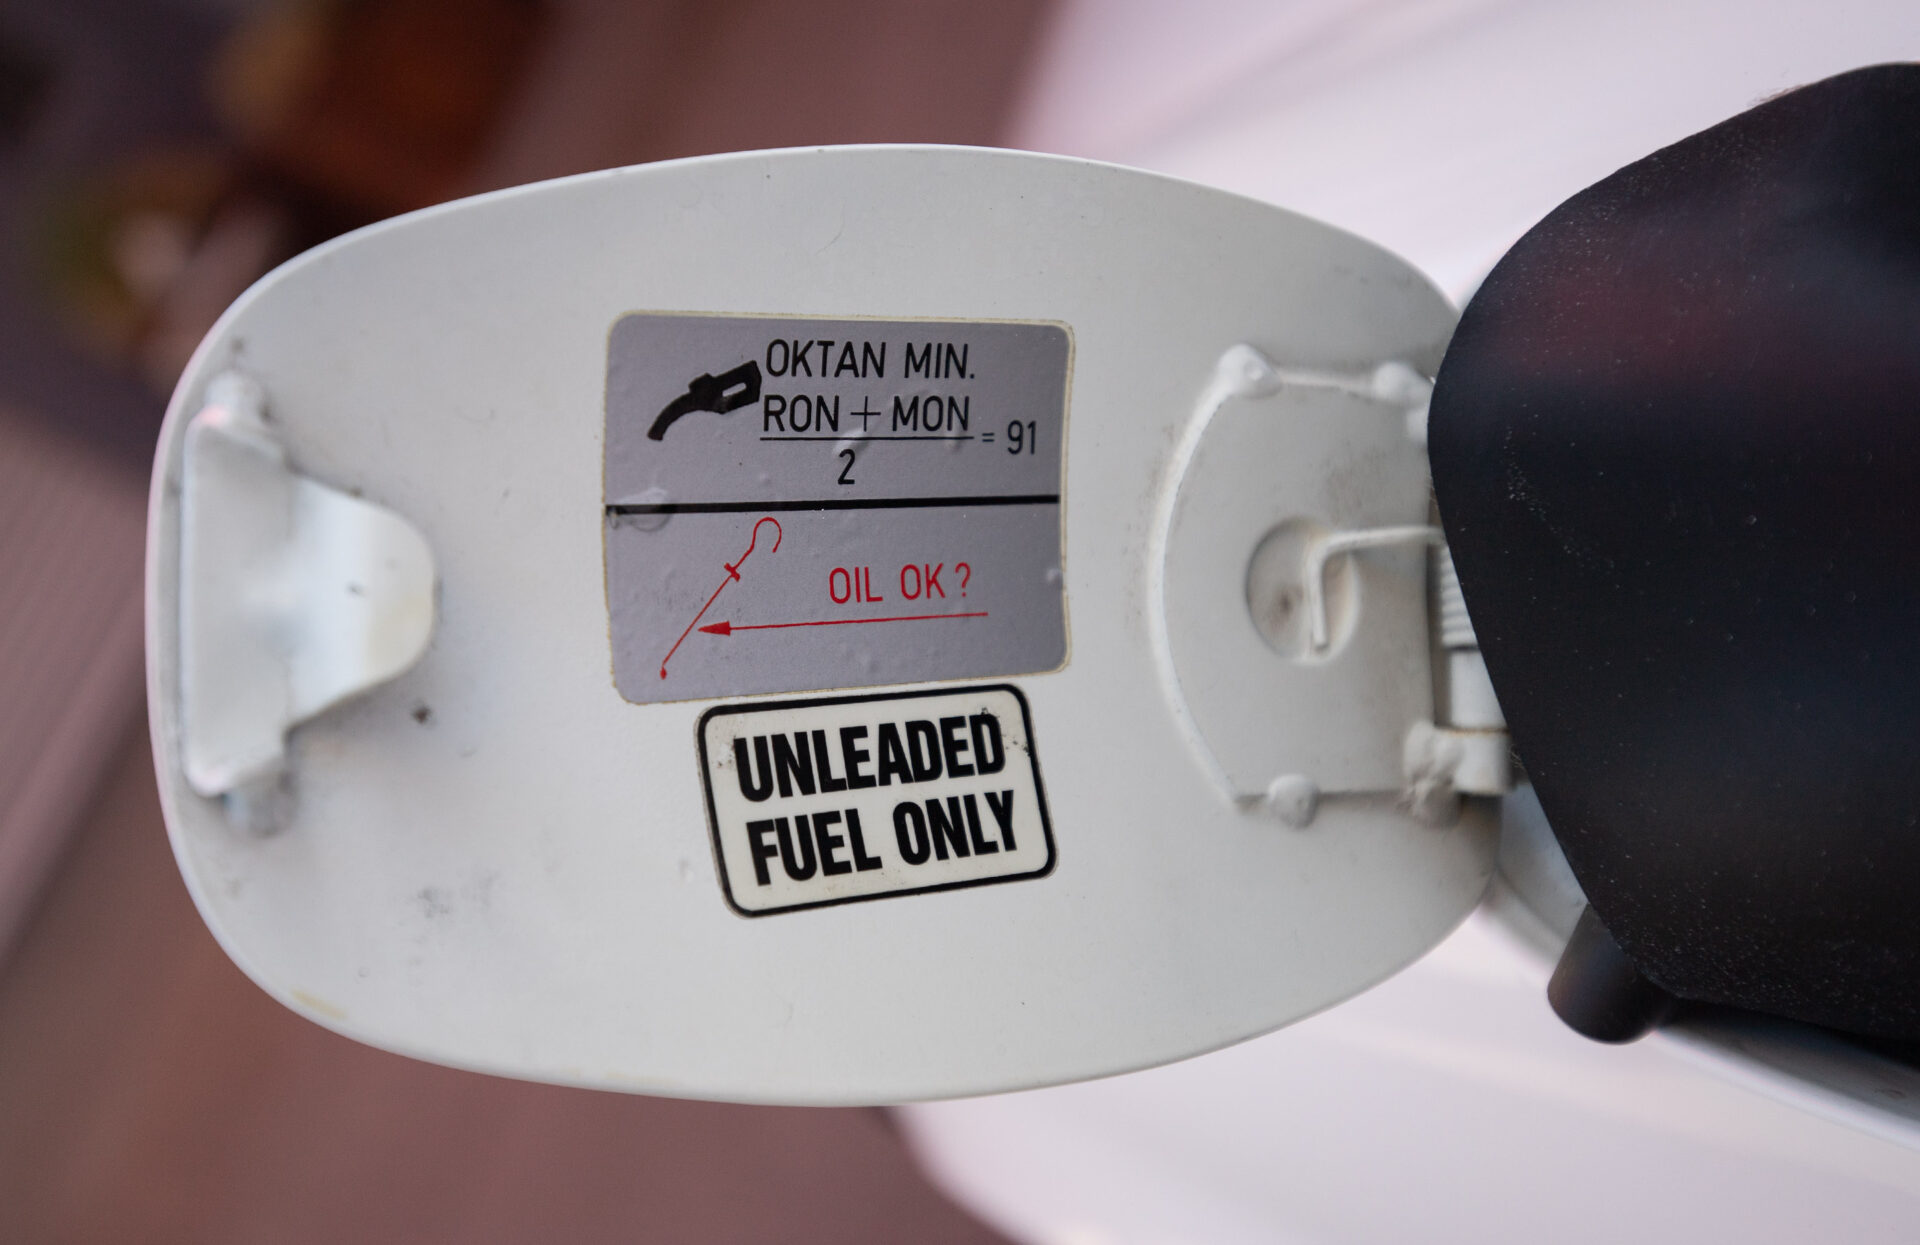 OKTAN MIN.
RON + MON
2
= 91
OIL OK?
UNLEADED
FUEL ONLY